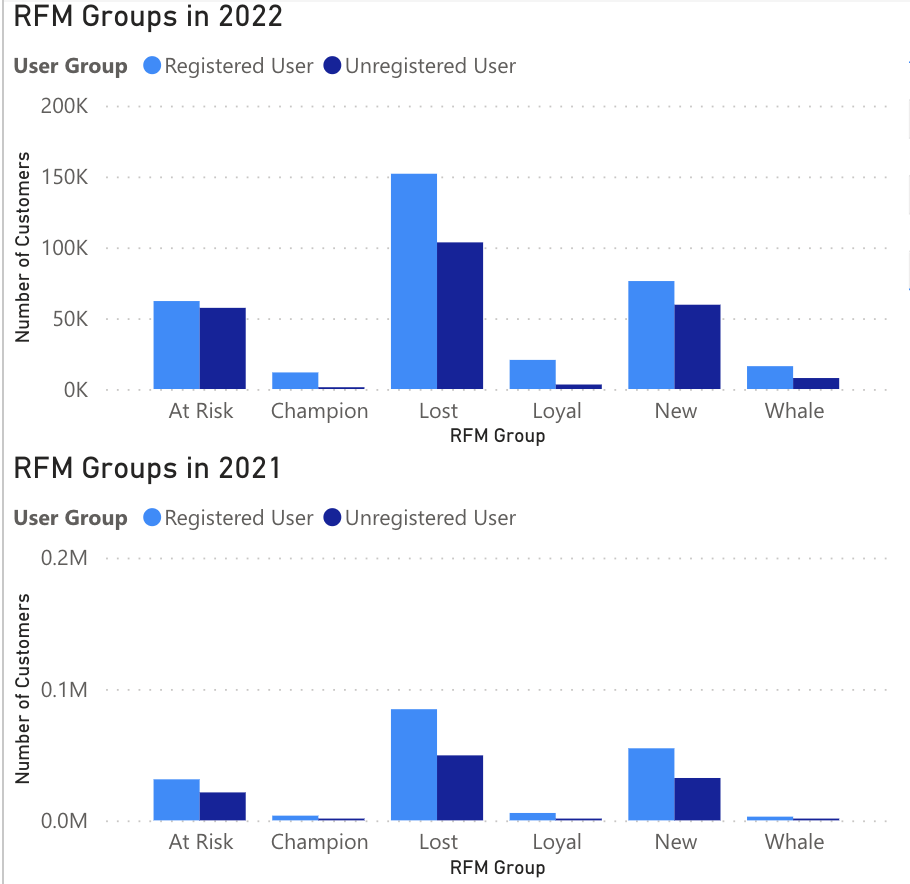 RFM Groups in 2022
User Group Registered User Unregistered User
200K
150K
100K
50K
0K
Number of Customers
At Risk Champion Lost Loyal New Whale
RFM Group
RFM Groups in 2021
User Group Registered User Unregistered User
0.2M
0.1M
0.0M
Number of Customers
At Risk Champion Lost Loyal New Whale
RFM Group